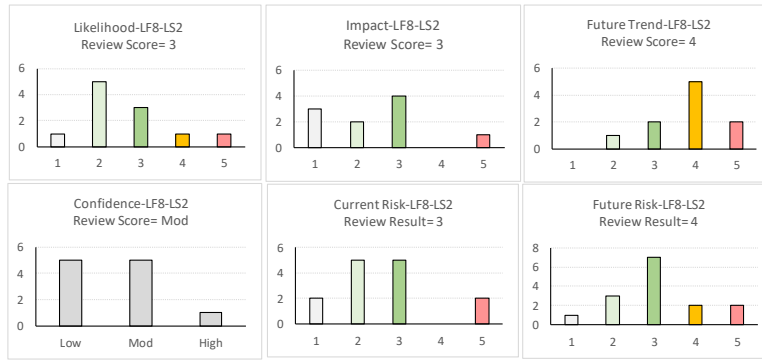 Likelihood-LF8-LS2
Review Score= 3
6
4
2
0
1 2 3 4 5
Impact-LF8-LS2
Review Score= 3
6
4
2
0
1 2 3 4 5
Future Trend-LF8-LS2
Review Score= 4
6
4
2
0
1 2 3 4 5
Confidence-LF8-LS2
Review Score= Mod
6
4
2
0
Low Mod High
Current Risk-LF8-LS2
Review Result= 3
6
4
2
0
1 2 3 4 5
Future Risk-LF8-LS2
Review Result= 4
8
6
4
2
0
1 2 3 4 5